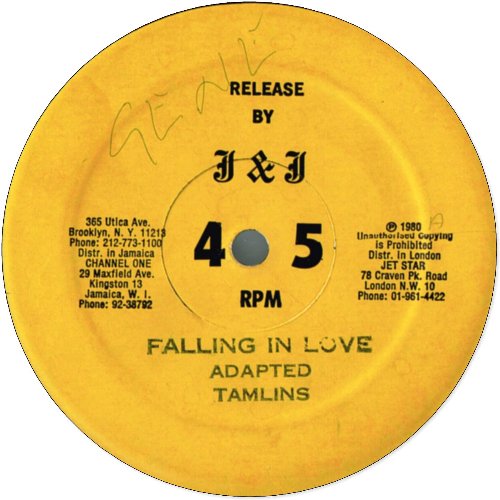 GENE
RELEASE
BY
J & J
365 Utica Ave.
Brooklyn, N. Y. 11213
Phone: 212-773-1100
Distr. in Jamaica
CHANNEL ONE
29 Maxfield Ave.
Kingston 13
Jamaica, W. I.
Phone: 92-38792
45
RPM
℗ 1980 A
Unauthorised Copying
is Prohibited
Distr. in London
JET STAR
78 Craven Pk. Road
London N.W. 10
Phone: 01-961-4422
FALLING IN LOVE
ADAPTED
TAMLINS